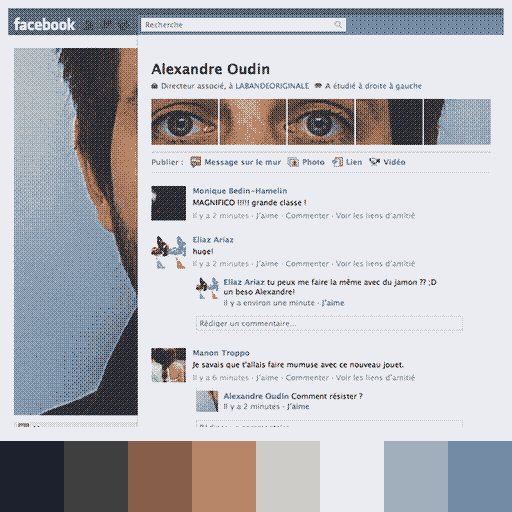 facebook
Recherche
Alexandre Oudin
Directeur associé, à LABANDEORIGINALE A étudié à droite à gauche
Publier : Message sur le mur Photo Lien Vidéo
Monique Bedin-Hamelin
MAGNIFICO !!!!! grande classe !
Il y a 2 minutes · J'aime · Commenter · Voir les liens d'amitié
Eliaz Ariaz
huge!
Il y a 2 minutes · J'aime · Commenter · Voir les liens d'amitié
Eliaz Ariaz tu peux me faire la même avec du jamon ?? ;D
un beso Alexandre!
il y a environ une minute · J'aime
Rédiger un commentaire...
Manon Troppo
Je savais que t'allais faire mumuse avec ce nouveau jouet.
Il y a 6 minutes · J'aime · Commenter · Voir les liens d'amitié
Alexandre Oudin Comment résister ?
Il y a 2 minutes · J'aime